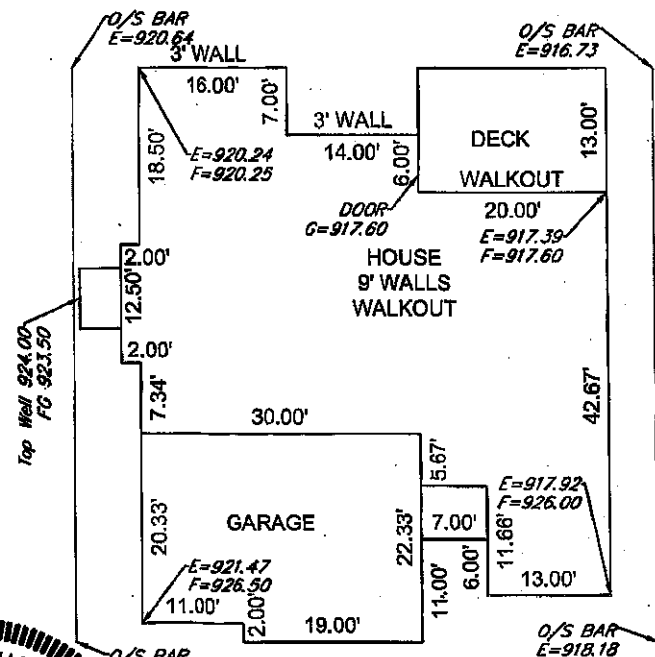 O/S BAR
E=920.64
3' WALL
16.00'
7.00'
O/S BAR
E=916.73
3' WALL
14.00'
DECK
13.00'
18.50'
E=920.24
F=920.25
6.00'
WALKOUT
20.00'
DOOR
G=917.60
E=917.39
F=917.60
2.00'
12.50'
HOUSE
9' WALLS
WALKOUT
Top Well 924.00
FG 923.50
2.00'
7.34'
30.00'
42.67'
5.67'
E=917.92
F=926.00
20.33'
GARAGE
22.33'
7.00'
11.66'
E=921.47
F=926.50
11.00'
6.00'
13.00'
11.00'
2.00'
19.00'
O/S BAR
O/S BAR
E=918.18